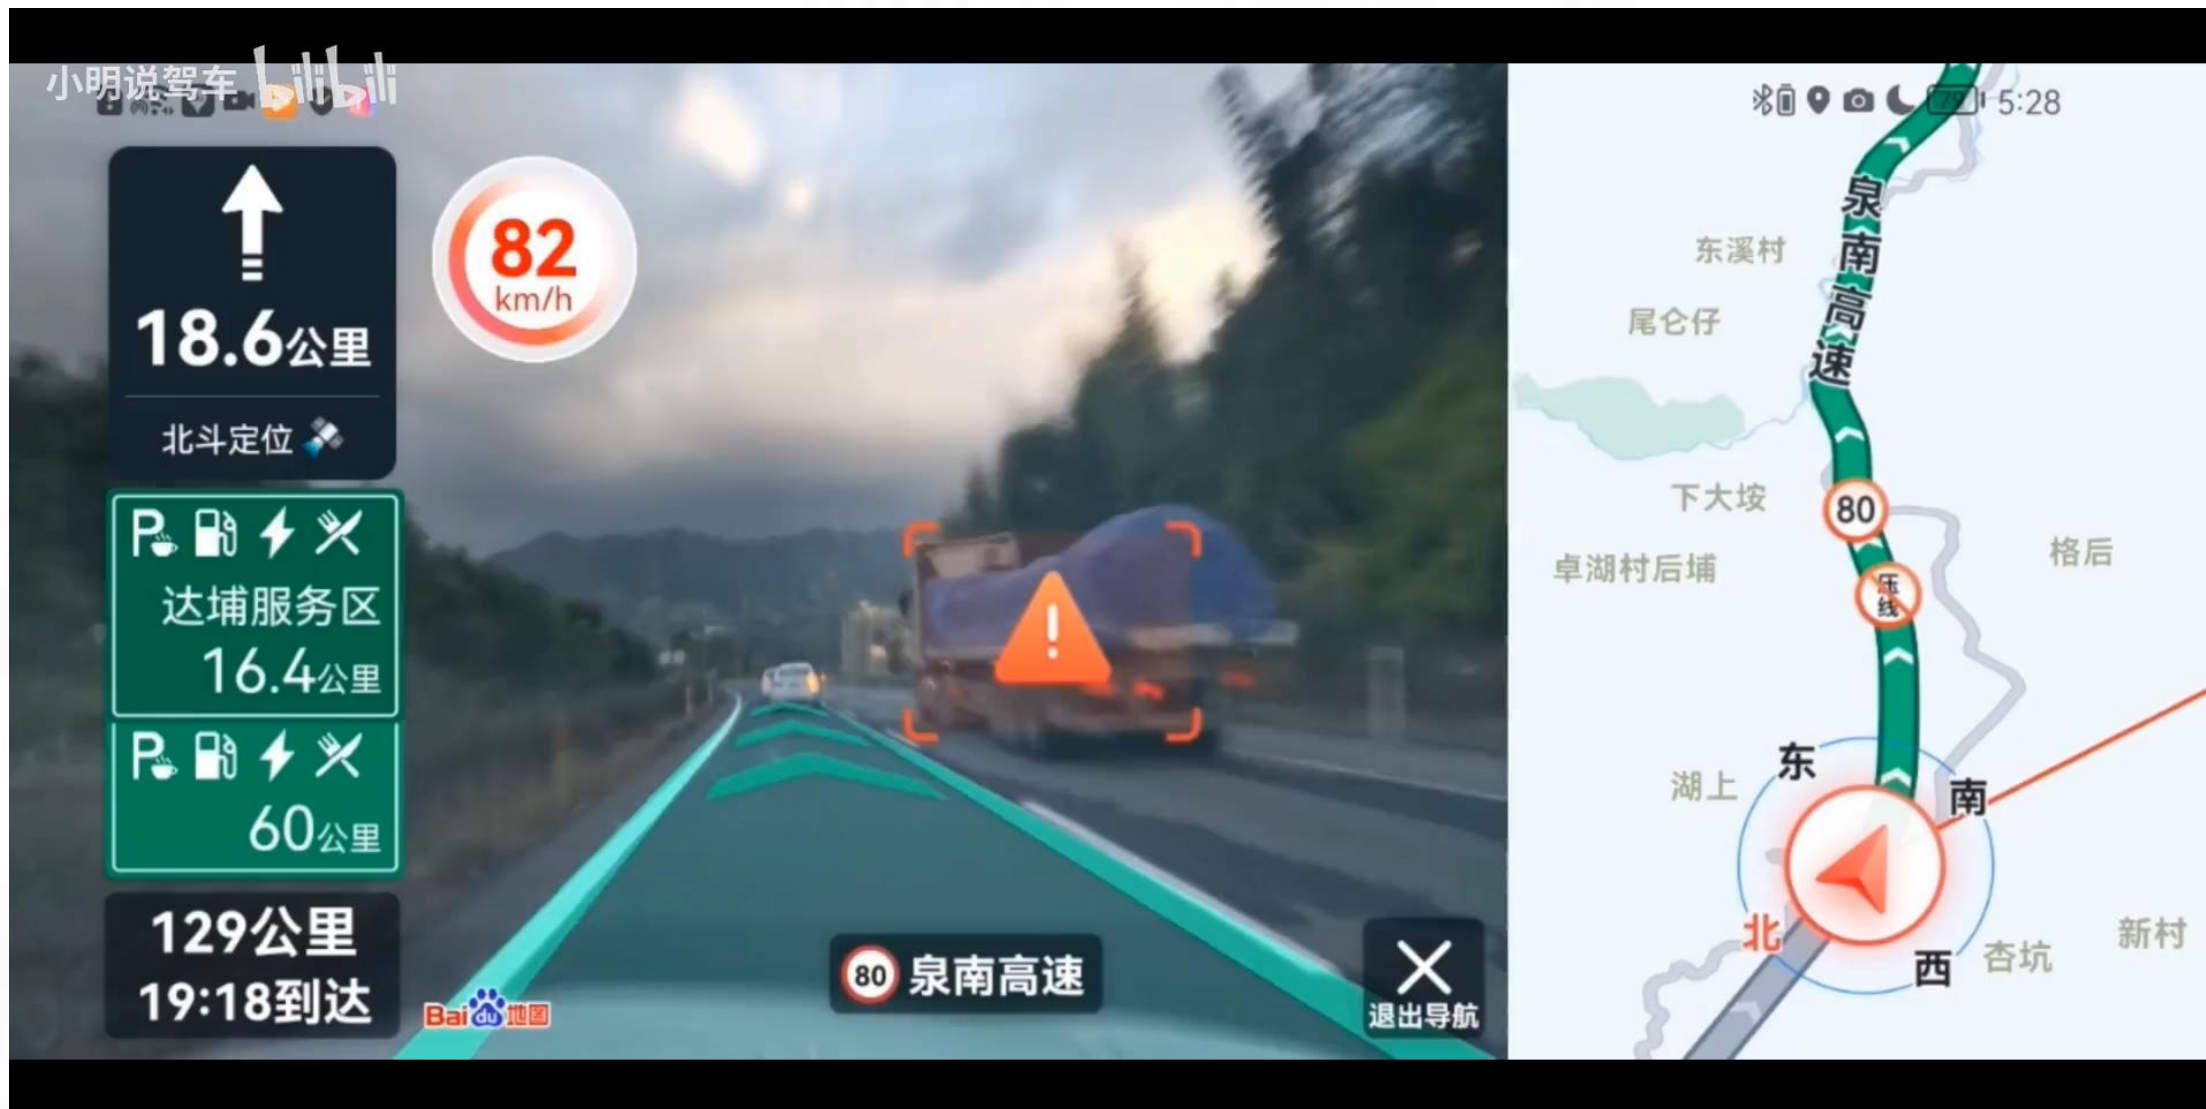 小明说驾车 bilibili
79 5:28
18.6公里
北斗定位
达埔服务区
16.4公里
60公里
129公里
19:18到达
82
km/h
Baidu地图
80 泉南高速
退出导航
泉南高速
东溪村
尾仑仔
下大垵
80
卓湖村后埔
格后
压线
东
南
湖上
北
西
杏坑
新村